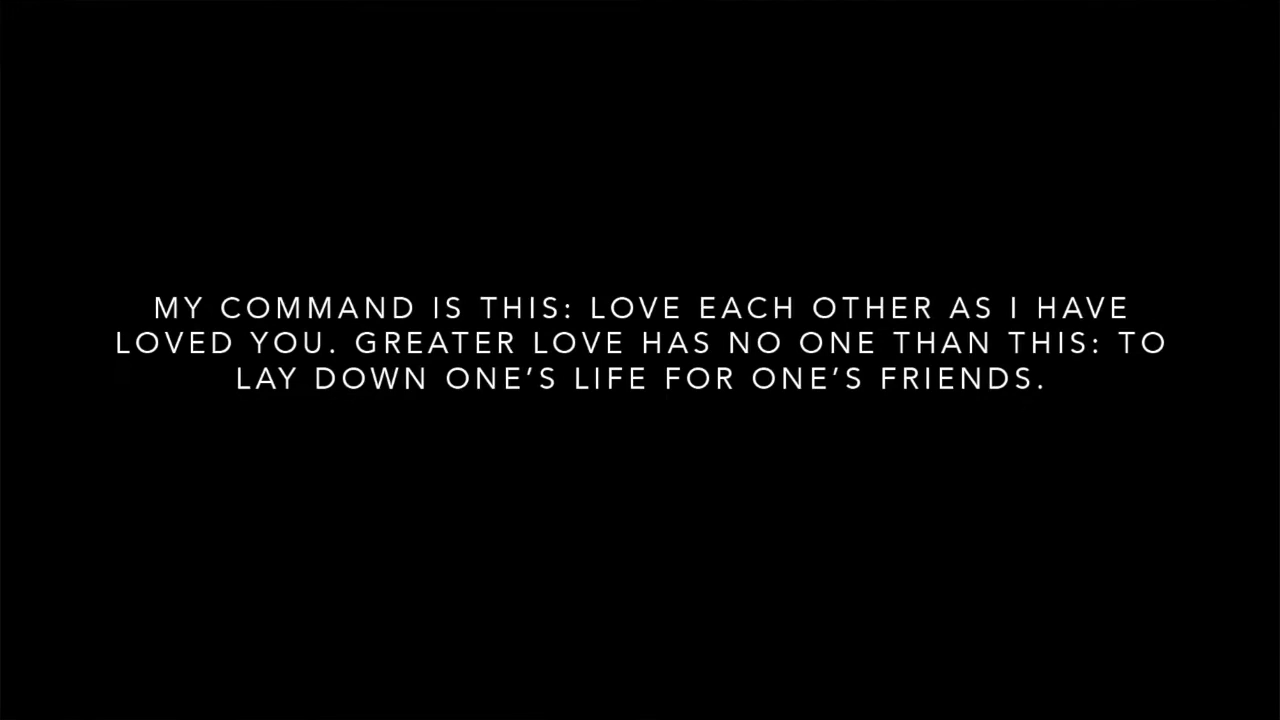 MY COMMAND IS THIS: LOVE EACH OTHER AS I HAVE
LOVED YOU. GREATER LOVE HAS NO ONE THAN THIS: TO
LAY DOWN ONE’S LIFE FOR ONE’S FRIENDS.